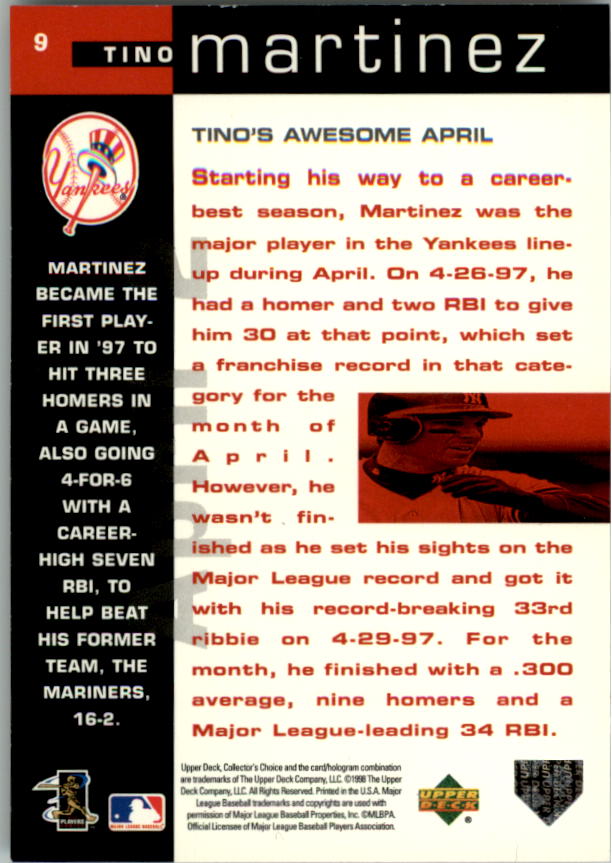 9
TINO martinez
Yankees
MARTINEZ
BECAME THE
FIRST PLAY-
ER IN '97 TO
HIT THREE
HOMERS IN
A GAME,
ALSO GOING
4-FOR-6
WITH A
CAREER-
HIGH SEVEN
RBI, TO
HELP BEAT
HIS FORMER
TEAM, THE
MARINERS,
16-2.
TINO'S AWESOME APRIL
Starting his way to a career-
best season, Martinez was the
major player in the Yankees line-
up during April. On 4-26-97, he
had a homer and two RBI to give
him 30 at that point, which set
a franchise record in that cate-
gory for the
month of
April.
However, he
wasn't fin-
ished as he set his sights on the
Major League record and got it
with his record-breaking 33rd
ribbie on 4-29-97. For the
month, he finished with a .300
average, nine homers and a
Major League-leading 34 RBI.
PLAYERS
MAJOR LEAGUE BASEBALL
Upper Deck, Collector's Choice and the card/hologram combination
are trademarks of The Upper Deck Company, LLC. ©1998 The Upper
Deck Company, LLC. All Rights Reserved. Printed in the U.S.A. Major
League Baseball trademarks and copyrights are used with
permission of Major League Baseball Properties, Inc. ©MLBPA.
Official Licensee of Major League Baseball Players Association.
UPPER
DECK
®